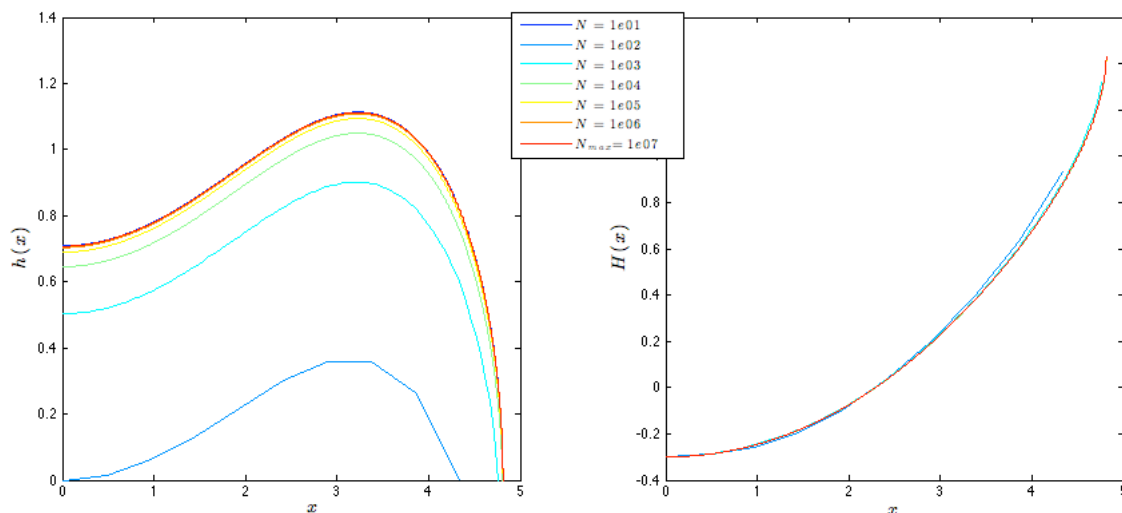 1.4
1.2
1
0.8
0.6
0.4
0.2
0
h(x)
0 1 2 3 4 5
x
N = 1e01
N = 1e02
N = 1e03
N = 1e04
N = 1e05
N = 1e06
N_max = 1e07
0.8
0.6
0.4
0.2
0
-0.2
-0.4
H(x)
0 1 2 3 4 5
x